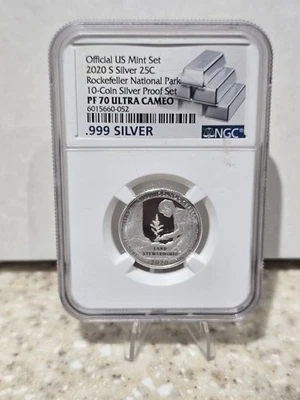 Official US Mint Set
2020 S Silver 25C
Rockefeller National Park
10-Coin Silver Proof Set
PF 70 ULTRA CAMEO
6015660-052
.999 SILVER
NGC
LAND
STEWARDSHIP
2020